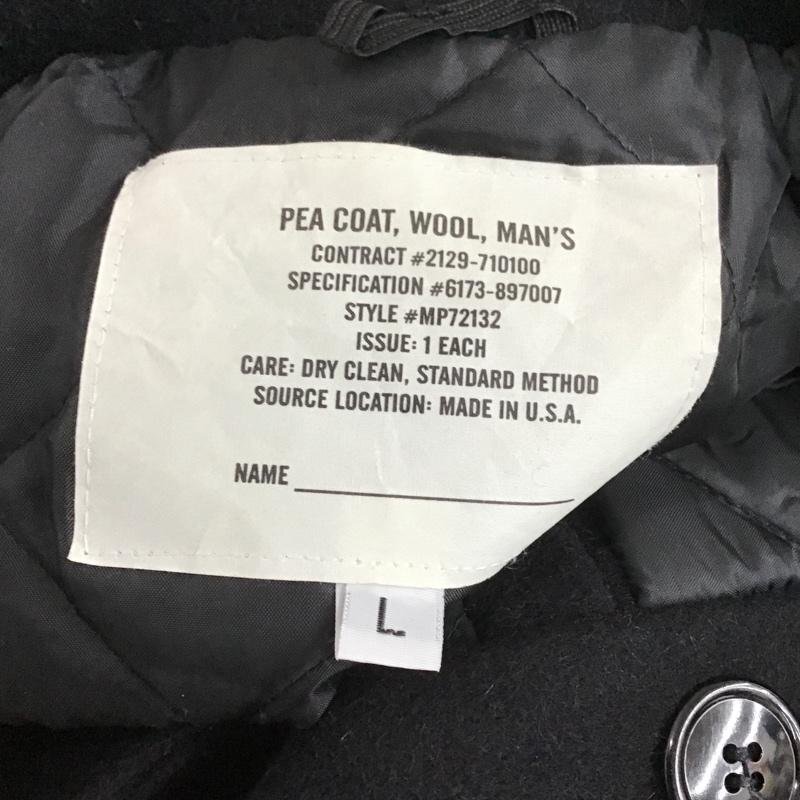 PEA COAT, WOOL, MAN'S
CONTRACT #2129-710100
SPECIFICATION #6173-897007
STYLE #MP72132
ISSUE: 1 EACH
CARE: DRY CLEAN, STANDARD METHOD
SOURCE LOCATION: MADE IN U.S.A.
NAME
L